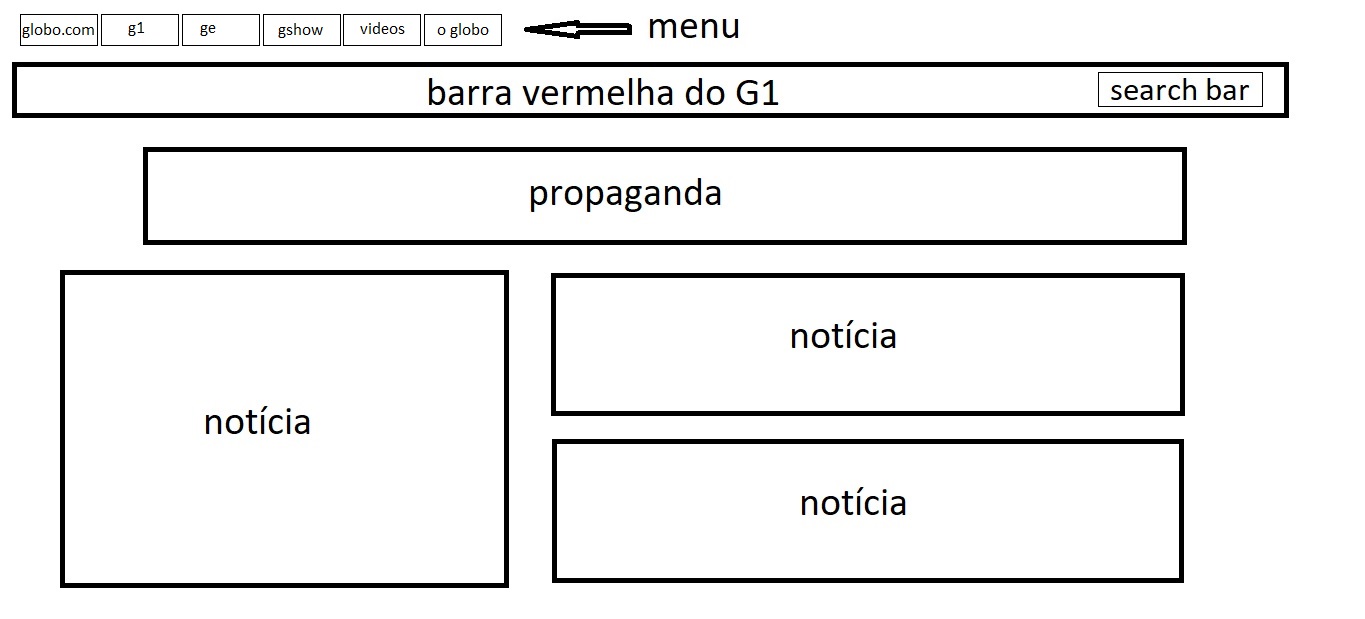 globo.com g1 ge gshow videos o globo menu
barra vermelha do G1 search bar
propaganda
notícia
notícia
notícia